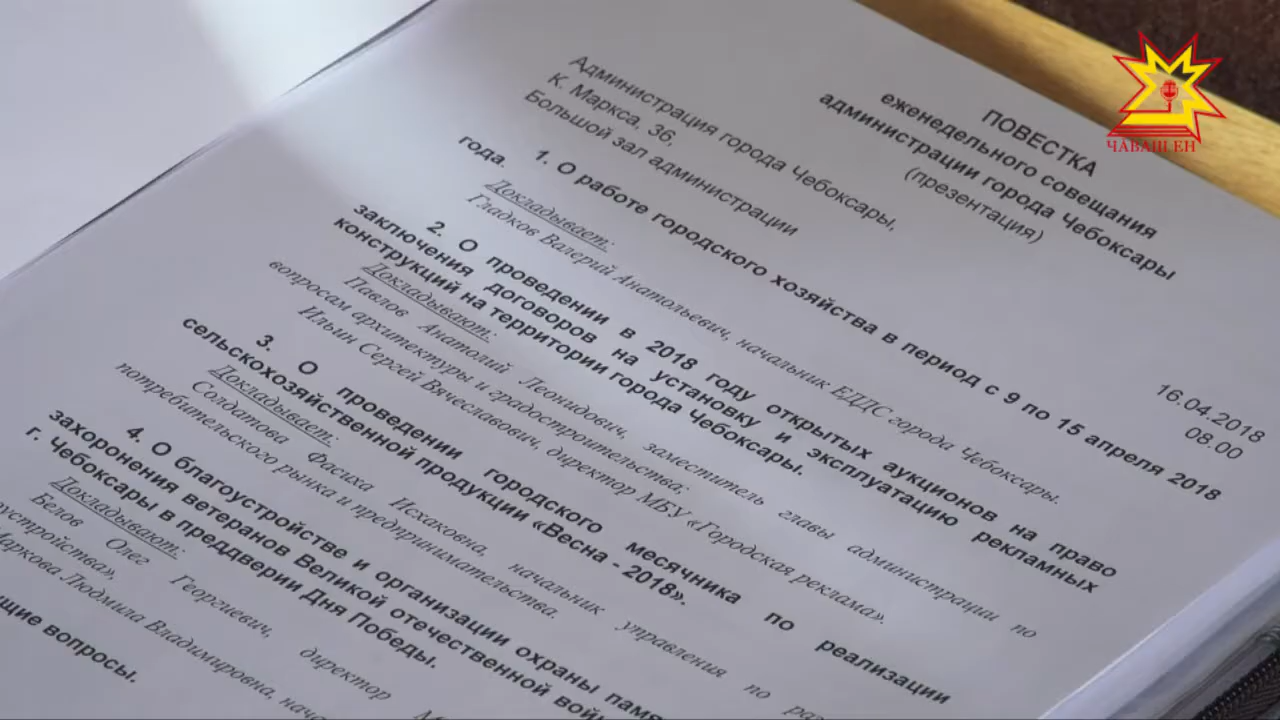 ЧĂВАШ ЕН
ПОВЕСТКА
еженедельного совещания
администрации города Чебоксары
(презентация)
Администрация города Чебоксары,
К. Маркса, 36,
Большой зал администрации
16.04.2018
08.00
1. О работе городского хозяйства в период с 9 по 15 апреля 2018
года.
Докладывает:
Гладков Валерий Анатольевич, начальник ЕДДС города Чебоксары.
2. О проведении в 2018 году открытых аукционов на право
заключения договоров на установку и эксплуатацию рекламных
конструкций на территории города Чебоксары.
Докладывают:
Павлов Анатолий Леонидович, заместитель главы администрации по
вопросам архитектуры и градостроительства;
Ильин Сергей Вячеславович, директор МБУ «Городская реклама».
3. О проведении городского месячника по реализации
сельскохозяйственной продукции «Весна - 2018».
Докладывает:
Солдатова Фасиха Исхаковна, начальник управления по
потребительского рынка и предпринимательства.
4. О благоустройстве и организации охраны
захоронения ветеранов Великой отечественной
г. Чебоксары в преддверии Дня Победы.
Докладывают:
Белов Олег Георгиевич, директор
Людмила Владимировна,
вопросы.